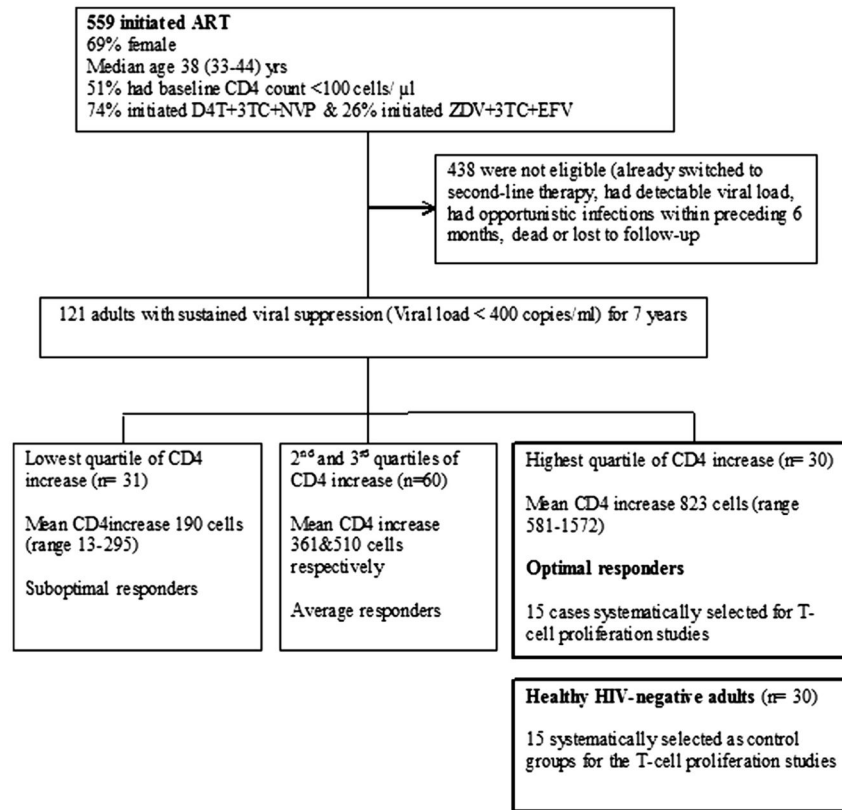 559 initiated ART
69% female
Median age 38 (33-44) yrs
51% had baseline CD4 count <100 cells/ µl
74% initiated D4T+3TC+NVP & 26% initiated ZDV+3TC+EFV
438 were not eligible (already switched to
second-line therapy, had detectable viral load,
had opportunistic infections within preceding 6
months, dead or lost to follow-up
121 adults with sustained viral suppression (Viral load < 400 copies/ml) for 7 years
Lowest quartile of CD4
increase (n= 31)
Mean CD4increase 190 cells
(range 13-295)
Suboptimal responders
2nd and 3rd quartiles of
CD4 increase (n=60)
Mean CD4 increase
361&510 cells
respectively
Average responders
Highest quartile of CD4 increase (n= 30)
Mean CD4 increase 823 cells (range
581-1572)
Optimal responders
15 cases systematically selected for T-
cell proliferation studies
Healthy HIV-negative adults (n= 30)
15 systematically selected as control
groups for the T-cell proliferation studies